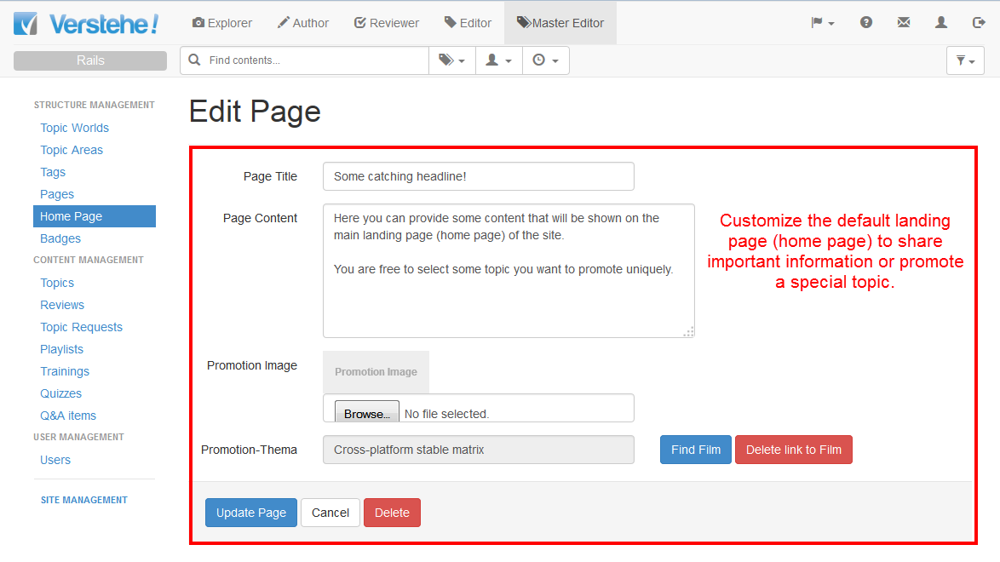 Verstehe!
Explorer
Author
Reviewer
Editor
Master Editor
Rails
Find contents...
STRUCTURE MANAGEMENT
Topic Worlds
Topic Areas
Tags
Pages
Home Page
Badges
CONTENT MANAGEMENT
Topics
Reviews
Topic Requests
Playlists
Trainings
Quizzes
Q&A items
USER MANAGEMENT
Users
SITE MANAGEMENT
Edit Page
Page Title
Some catching headline!
Page Content
Here you can provide some content that will be shown on the
main landing page (home page) of the site.
You are free to select some topic you want to promote uniquely.
Customize the default landing
page (home page) to share
important information or promote
a special topic.
Promotion Image
Promotion Image
Browse... No file selected.
Promotion-Thema
Cross-platform stable matrix
Find Film
Delete link to Film
Update Page
Cancel
Delete